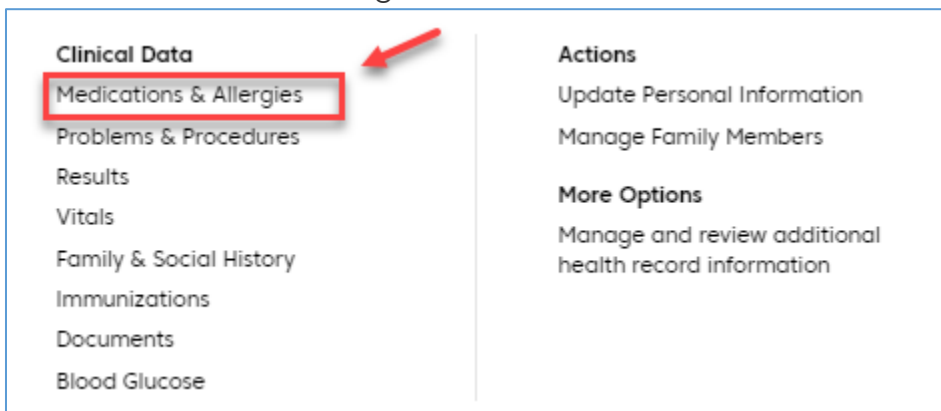 Clinical Data
Medications & Allergies
Problems & Procedures
Results
Vitals
Family & Social History
Immunizations
Documents
Blood Glucose
Actions
Update Personal Information
Manage Family Members
More Options
Manage and review additional
health record information